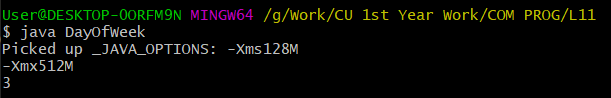 User@DESKTOP-OORFM9N MINGW64 /g/Work/CU 1st Year Work/COM PROG/L11
$ java DayOfWeek
Picked up _JAVA_OPTIONS: -Xms128M
-Xmx512M
3